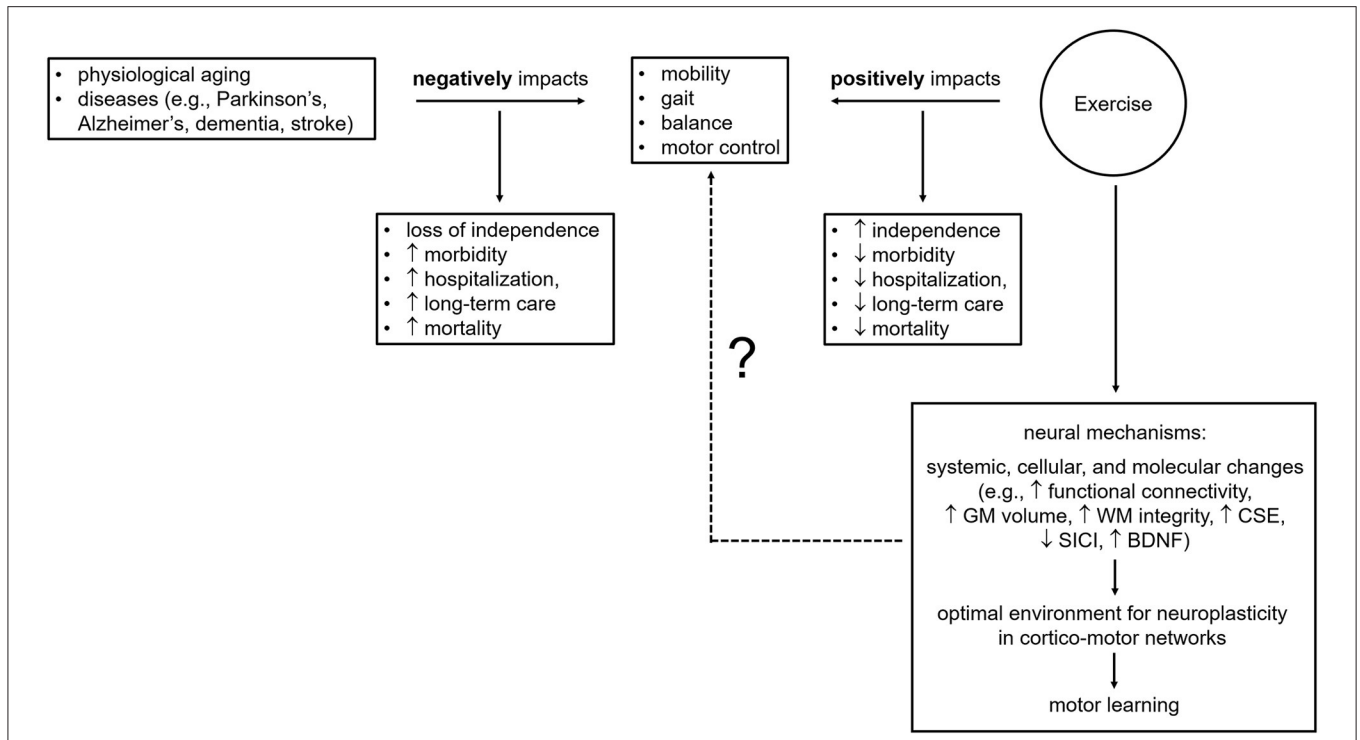 • physiological aging
• diseases (e.g., Parkinson’s,
Alzheimer’s, dementia, stroke)
negatively impacts
• mobility
• gait
• balance
• motor control
positively impacts
Exercise
• loss of independence
• ↑ morbidity
• ↑ hospitalization,
• ↑ long-term care
• ↑ mortality
• ↑ independence
• ↓ morbidity
• ↓ hospitalization,
• ↓ long-term care
• ↓ mortality
?
neural mechanisms:
systemic, cellular, and molecular changes
(e.g., ↑ functional connectivity,
↑ GM volume, ↑ WM integrity, ↑ CSE,
↓ SICI, ↑ BDNF)
optimal environment for neuroplasticity
in cortico-motor networks
motor learning